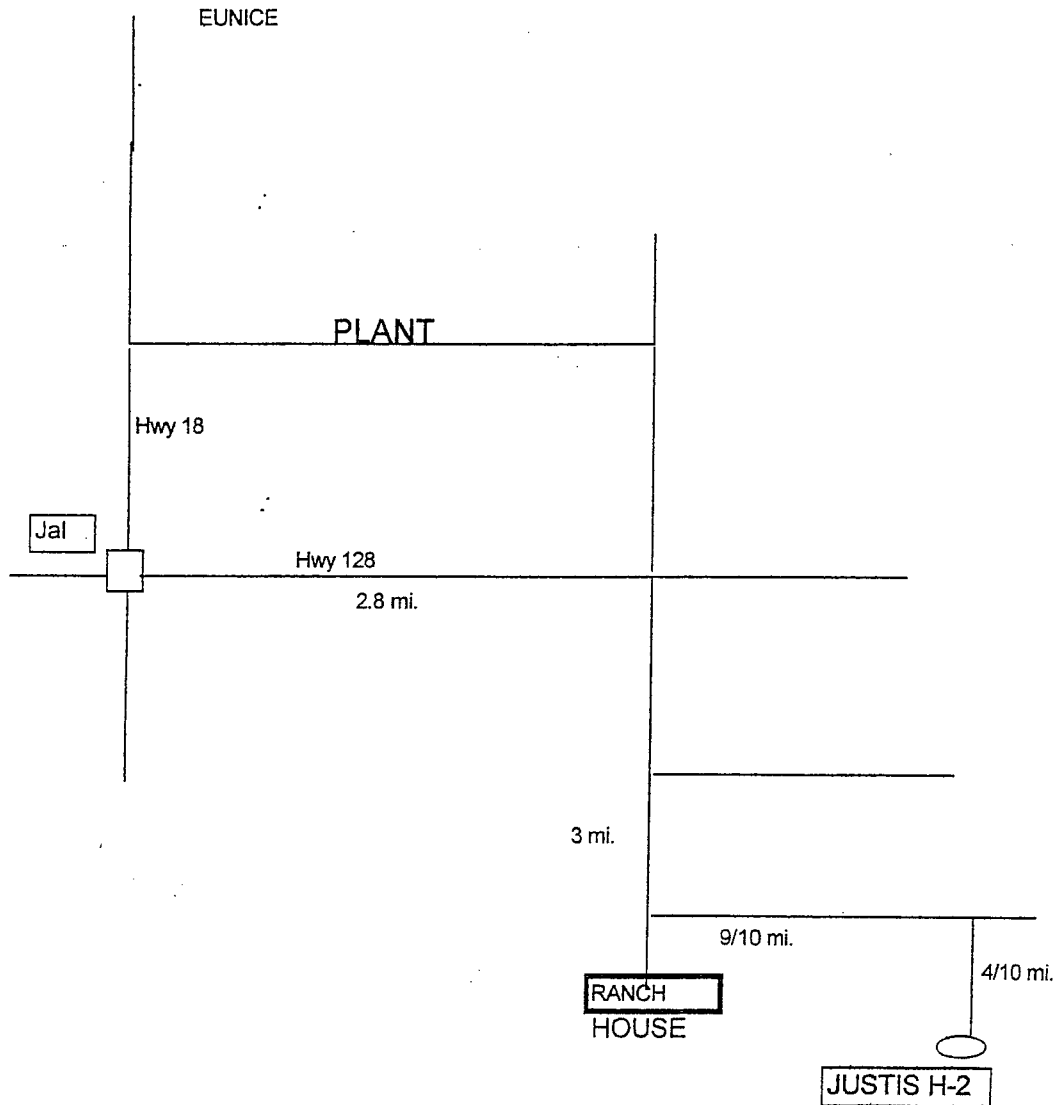 EUNICE
PLANT
Hwy 18
Jal
Hwy 128
2.8 mi.
3 mi.
9/10 mi.
4/10 mi.
RANCH
HOUSE
JUSTIS H-2